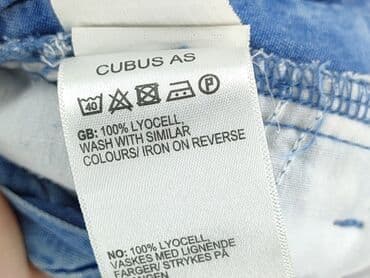 CUBUS AS
40 P
GB: 100% LYOCELL.
WASH WITH SIMILAR
COLOURS/ IRON ON REVERSE
NO: 100% LYOCELL.
VASKES MED LIGNENDE
FARGER/ STRYKES PÅ